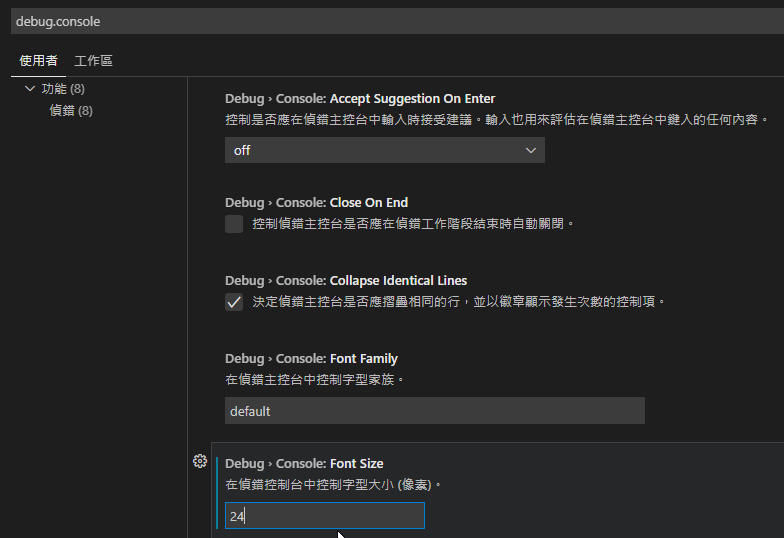 debug.console
使用者 工作區
功能 (8)
偵錯 (8)
Debug › Console: Accept Suggestion On Enter
控制是否應在偵錯主控台中輸入時接受建議。輸入也用來評估在偵錯主控台中鍵入的任何內容。
off
Debug › Console: Close On End
控制偵錯主控台是否應在偵錯工作階段結束時自動關閉。
Debug › Console: Collapse Identical Lines
決定偵錯主控台是否應摺疊相同的行，並以徽章顯示發生次數的控制項。
Debug › Console: Font Family
在偵錯主控台中控制字型家族。
default
Debug › Console: Font Size
在偵錯控制台中控制字型大小 (像素)。
24